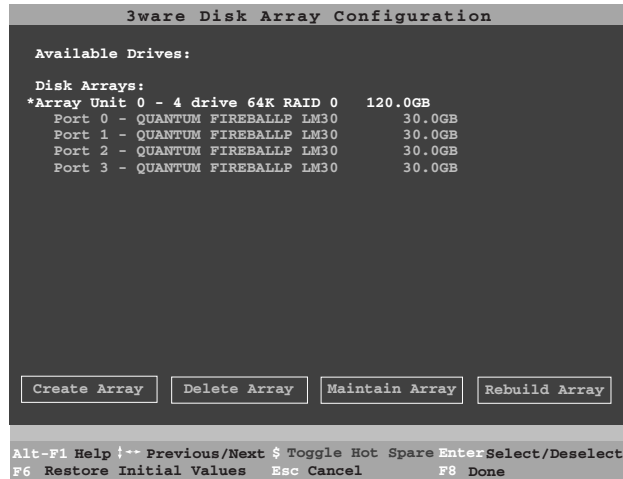 3ware Disk Array Configuration
Available Drives:
Disk Arrays:
*Array Unit 0 - 4 drive 64K RAID 0 120.0GB
Port 0 - QUANTUM FIREBALLP LM30 30.0GB
Port 1 - QUANTUM FIREBALLP LM30 30.0GB
Port 2 - QUANTUM FIREBALLP LM30 30.0GB
Port 3 - QUANTUM FIREBALLP LM30 30.0GB
Create Array Delete Array Maintain Array Rebuild Array
Alt-F1 Help Previous/Next $ Toggle Hot Spare Enter Select/Deselect
F6 Restore Initial Values Esc Cancel F8 Done